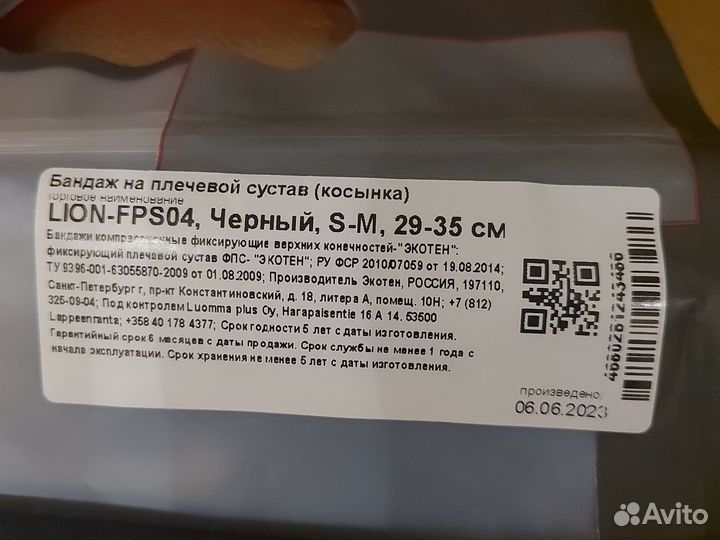 Бандаж на плечевой сустав (косынка)
торговое наименование
LION-FPS04, Черный, S-M, 29-35 см
Бандажи компрессионные фиксирующие верхних конечностей-"ЭКОТЕН":
фиксирующий плечевой сустав ФПС- "ЭКОТЕН"; РУ ФСР 2010/07059 от 19.08.2014;
ТУ 9396-001-63055870-2009 от 01.08.2009; Производитель Экотен, РОССИЯ, 197110,
Санкт-Петербург г, пр-кт Константиновский, д. 18, литера А, помещ. 10Н; +7 (812)
325-09-04; Под контролем Luomma plus Oy, Harapaisentie 16 A 14. 53500
Lappeenranta; +358 40 178 4377; Срок годности 5 лет с даты изготовления.
Гарантийный срок 6 месяцев с даты продажи. Срок службы не менее 1 года с
начала эксплуатации. Срок хранения не менее 5 лет с даты изготовления.
произведено:
06.06.2023
Avito